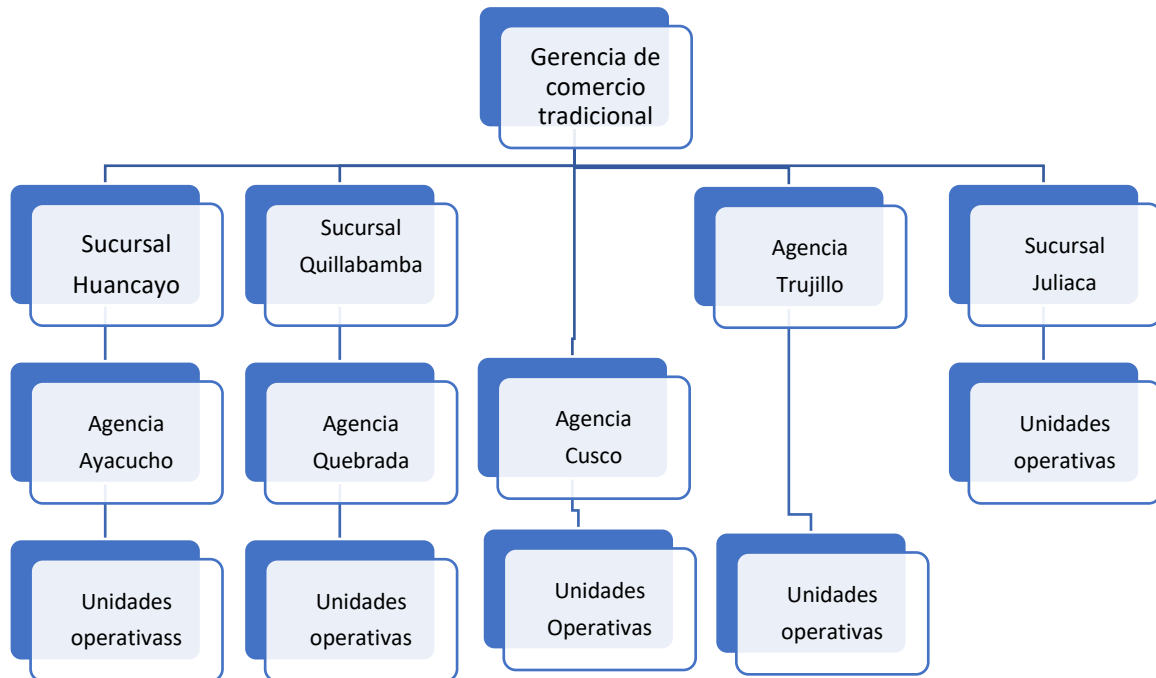 Gerencia de
comercio
tradicional
Sucursal
Huancayo
Sucursal
Quillabamba
Agencia
Trujillo
Sucursal
Juliaca
Agencia
Ayacucho
Agencia
Quebrada
Agencia
Cusco
Unidades
operativas
Unidades
operativass
Unidades
operativas
Unidades
Operativas
Unidades
operativas